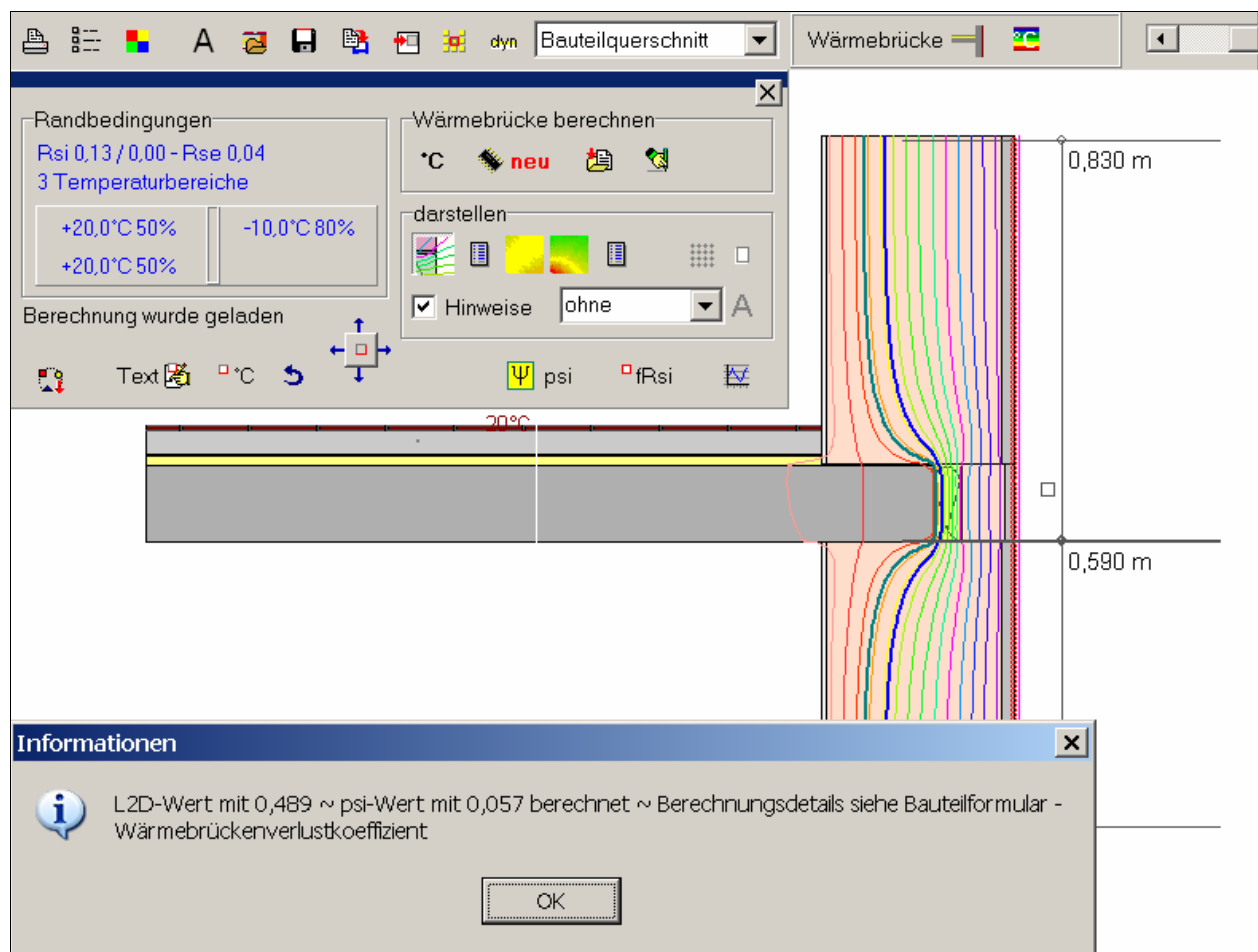 A dyn Bauteilquerschnitt Wärmebrücke °C
Randbedingungen
Rsi 0,13 / 0,00 - Rse 0,04
3 Temperaturbereiche
+20,0°C 50% -10,0°C 80%
+20,0°C 50%
Berechnung wurde geladen
Text °C
Wärmebrücke berechnen
°C neu
darstellen
Hinweise ohne A
Ψ psi fRsi
0,830 m
20°C
0,590 m
Informationen
L2D-Wert mit 0,489 ~ psi-Wert mit 0,057 berechnet ~ Berechnungsdetails siehe Bauteilformular -
Wärmebrückenverlustkoeffizient
OK